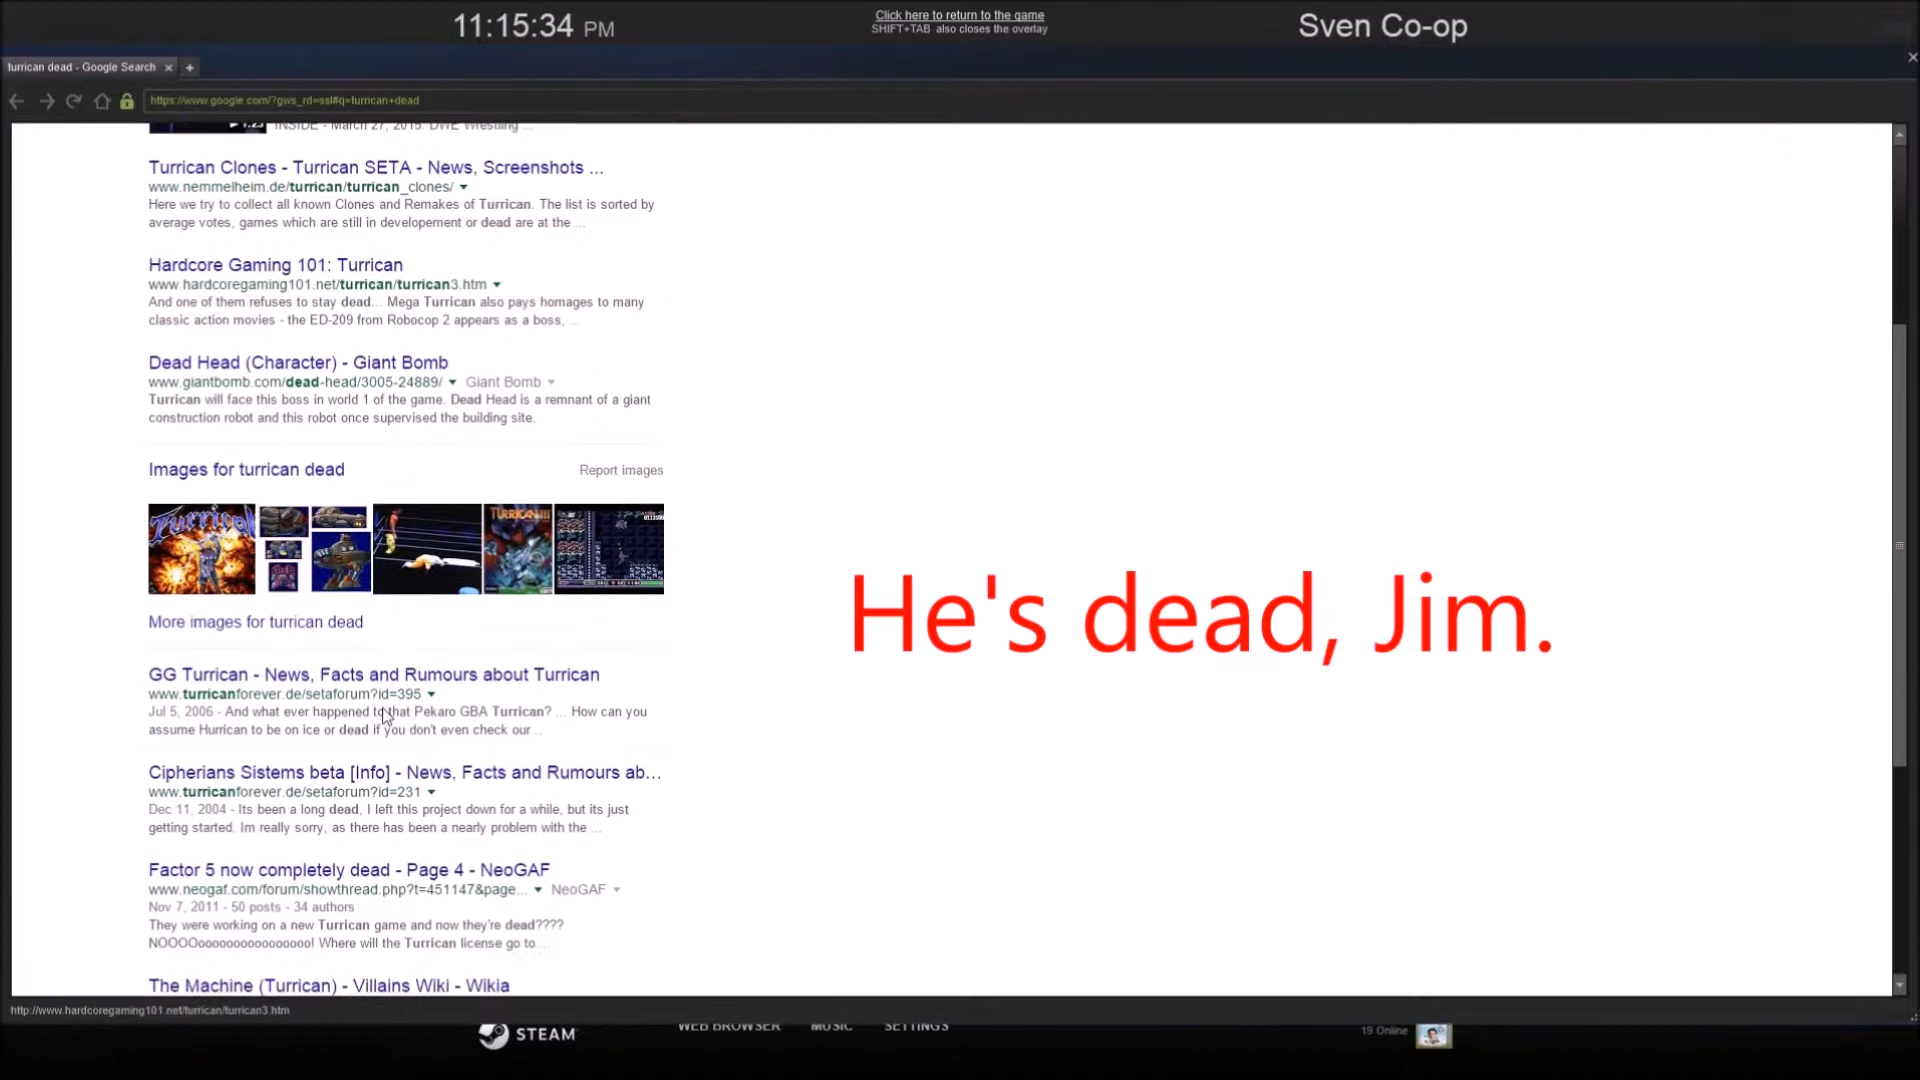 11:15:34 PM
Click here to return to the game
SHIFT+TAB also closes the overlay
Sven Co-op
turrican dead - Google Search
https://www.google.com/?gws_rd=ssl#q=turrican+dead
INSIDE - March 27, 2015. DWE Wrestling ...
Turrican Clones - Turrican SETA - News, Screenshots ...
www.nemmelheim.de/turrican/turrican_clones/
Here we try to collect all known Clones and Remakes of Turrican. The list is sorted by
average votes, games which are still in developement or dead are at the ...
Hardcore Gaming 101: Turrican
www.hardcoregaming101.net/turrican/turrican3.htm
And one of them refuses to stay dead... Mega Turrican also pays homages to many
classic action movies - the ED-209 from Robocop 2 appears as a boss, ...
Dead Head (Character) - Giant Bomb
www.giantbomb.com/dead-head/3005-24889/ Giant Bomb
Turrican will face this boss in world 1 of the game. Dead Head is a remnant of a giant
construction robot and this robot once supervised the building site.
Images for turrican dead
Report images
Turrican
TURRICAN III
More images for turrican dead
He's dead, Jim.
GG Turrican - News, Facts and Rumours about Turrican
www.turricanforever.de/setaforum?id=395
Jul 5, 2006 - And what ever happened to that Pekaro GBA Turrican? ... How can you
assume Hurrican to be on ice or dead if you don't even check our ...
Cipherians Sistems beta [Info] - News, Facts and Rumours ab...
www.turricanforever.de/setaforum?id=231
Dec 11, 2004 - Its been a long dead, I left this project down for a while, but its just
getting started. Im really sorry, as there has been a nearly problem with the ...
Factor 5 now completely dead - Page 4 - NeoGAF
www.neogaf.com/forum/showthread.php?t=451147&page... NeoGAF
Nov 7, 2011 - 50 posts - 34 authors
They were working on a new Turrican game and now they're dead????
NOOOOoooooooooooooooo! Where will the Turrican license go to ...
The Machine (Turrican) - Villains Wiki - Wikia
http://www.hardcoregaming101.net/turrican/turrican3.htm
STEAM
WEB BROWSER
MUSIC
SETTINGS
19 Online